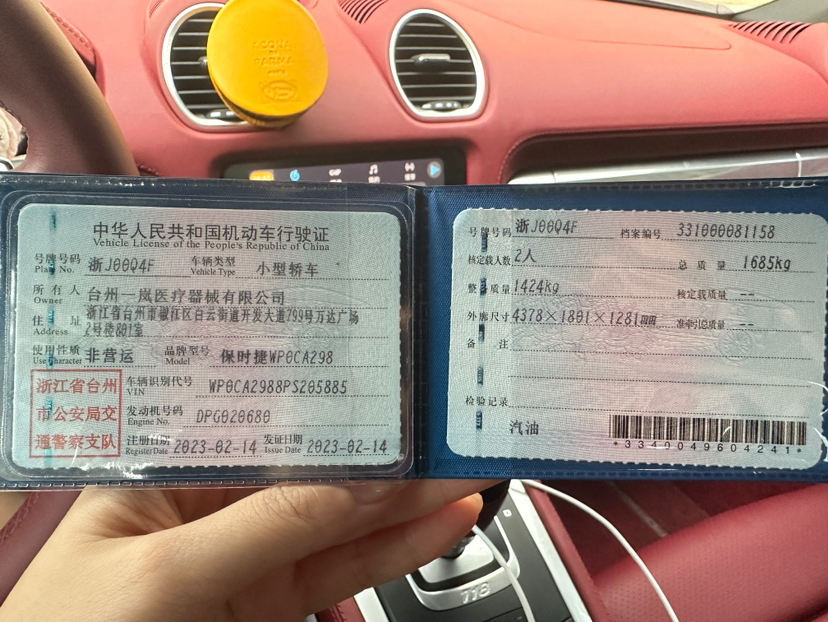 ACQUA
DI
PARMA
中华人民共和国机动车行驶证
Vehicle License of the People's Republic of China
号牌号码 浙J00Q4F 车辆类型 小型轿车
Plate No. Vehicle Type
所有人 台州一岚医疗器械有限公司
Owner
住址 浙江省台州市椒江区白云街道开发大道799号万达广场
Address 2号楼801室
使用性质 非营运 品牌型号 保时捷WP0CA298
Use Character Model
浙江省台州
市公安局交
通警察支队
车辆识别代号 WP0CA2988PS205885
VIN
发动机号码 DPG020680
Engine No.
注册日期 2023-02-14 发证日期 2023-02-14
Register Date Issue Date
号牌号码 浙J00Q4F 档案编号 331000081158
核定载人数 2人 总质量 1685kg
整备质量 1424kg 核定载质量 --
外廓尺寸 4378×1801×1281mm 准牵引总质量 --
备注
检验记录
汽油
*3340049604241*
718